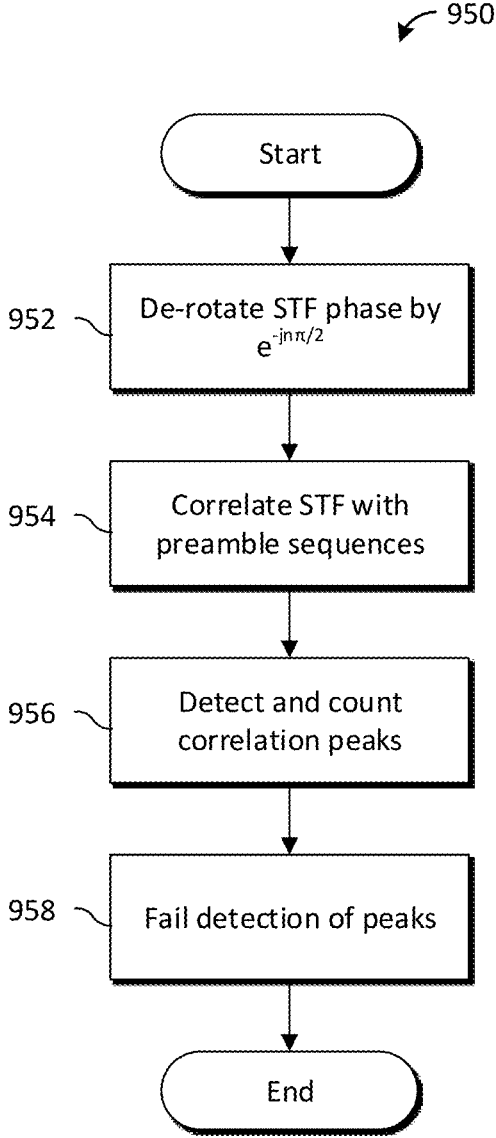 950
Start
952
De-rotate STF phase by
e^-jnπ/2
954
Correlate STF with
preamble sequences
956
Detect and count
correlation peaks
958
Fail detection of peaks
End